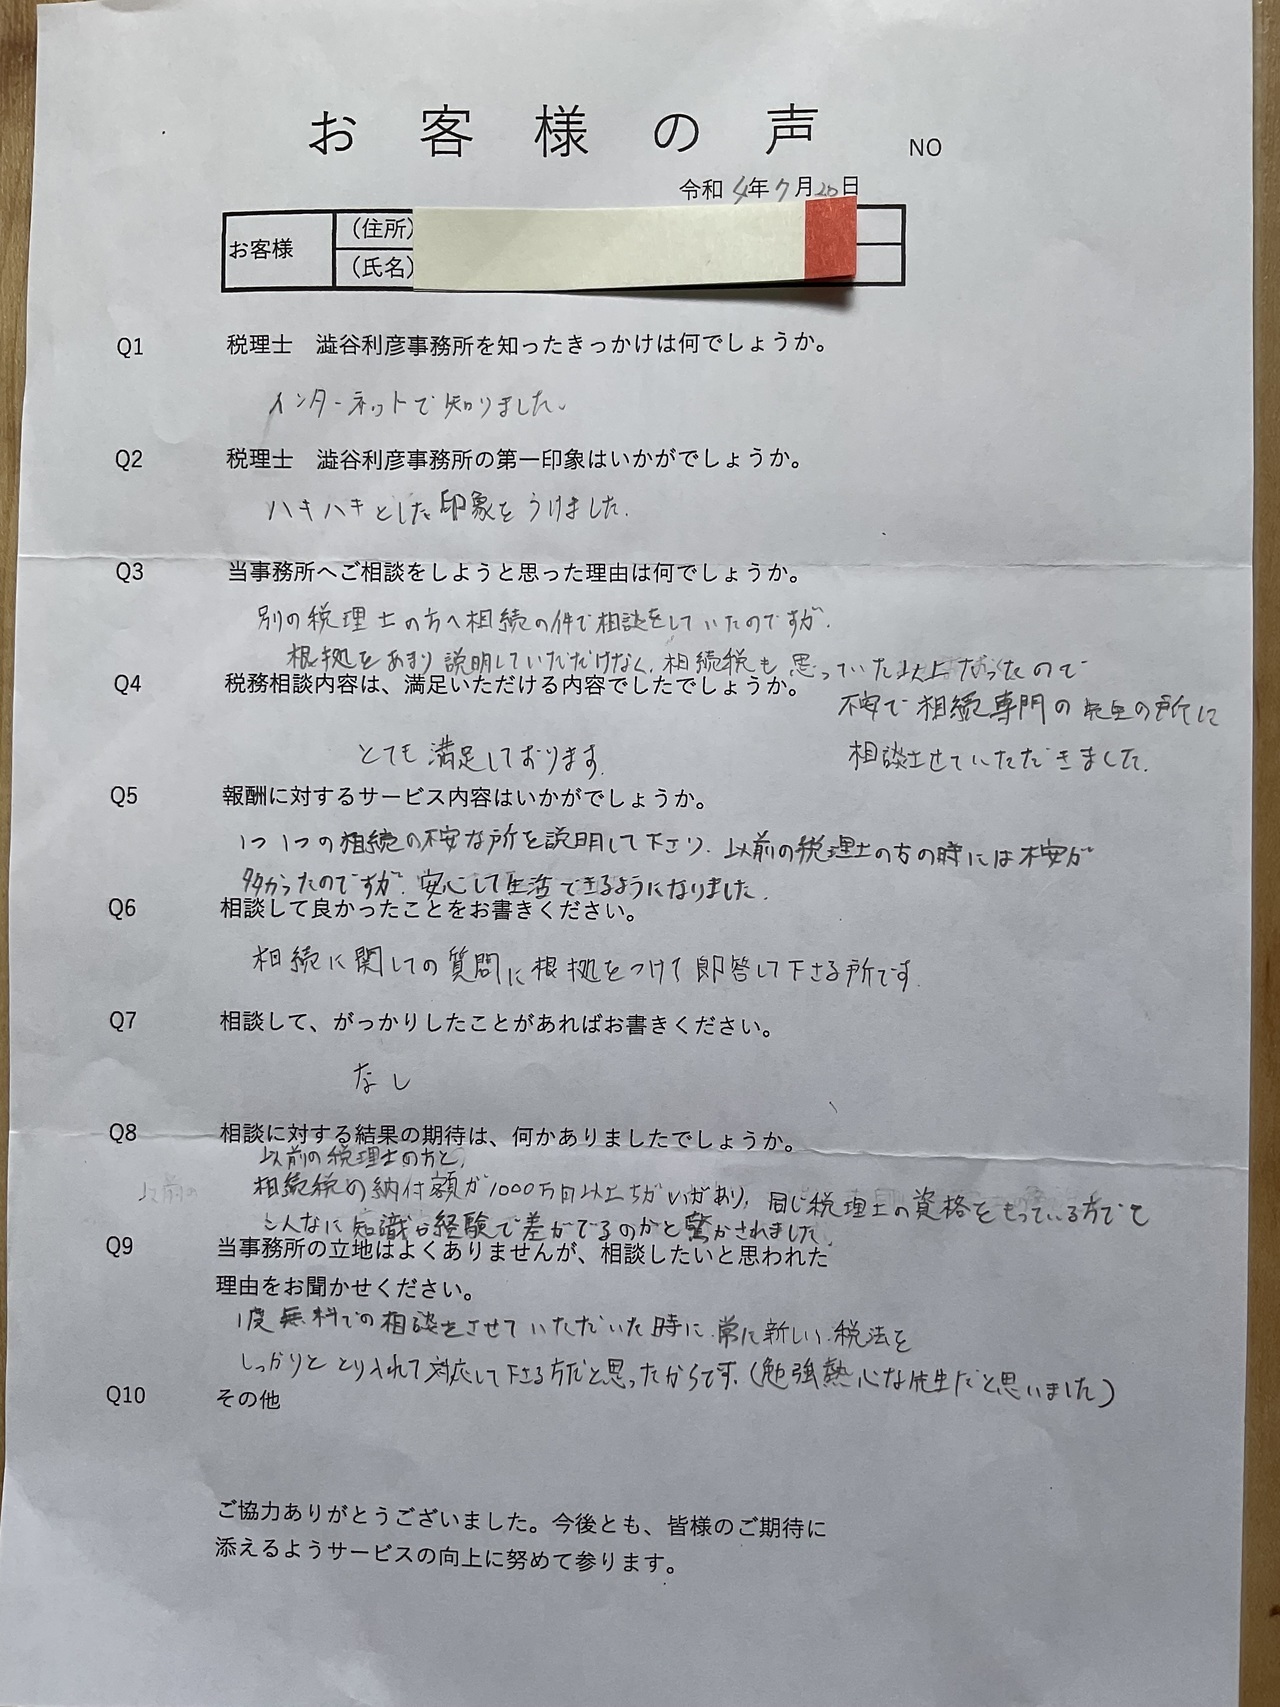 お客様の声
NO
令和 4年7月20日
お客様
(住所)
(氏名)
Q1 税理士 澁谷利彦事務所を知ったきっかけは何でしょうか。
インターネットで知りました。
Q2 税理士 澁谷利彦事務所の第一印象はいかがでしょうか。
ハキハキとした印象をうけました.
Q3 当事務所へご相談をしようと思った理由は何でしょうか。
別の税理士の方へ相続の件で相談をしていたのですが.
根拠をあまり説明していただけなく.相続税も思っていた以上だったので
不安で相続専門の先生の所に
相談させていただきました.
Q4 税務相談内容は、満足いただける内容でしたでしょうか。
とても満足しております.
Q5 報酬に対するサービス内容はいかがでしょうか。
1つ1つの相続の不安な所を説明して下さり.以前の税理士の方の時には不安が
多かったのですが.安心して生活できるようになりました.
Q6 相談して良かったことをお書きください。
相続に関しての質問に根拠をつけて即答して下さる所です.
Q7 相談して、がっかりしたことがあればお書きください。
なし
Q8 相談に対する結果の期待は、何かありましたでしょうか。
以前の税理士の方と,
相続税の納付額が1000万円以上ちがいがあり,同じ税理士の資格をもっている方でも
こんなに知識や経験で差がでるのかと驚かされました.
Q9 当事務所の立地はよくありませんが、相談したいと思われた
理由をお聞かせください。
1度無料での相談をさせていただいた時に.常に新しい税法を
しっかりととり入れて対応して下さる方だと思ったからです.(勉強熱心な先生だと思いました)
Q10 その他
ご協力ありがとうございました。今後とも、皆様のご期待に
添えるようサービスの向上に努めて参ります。